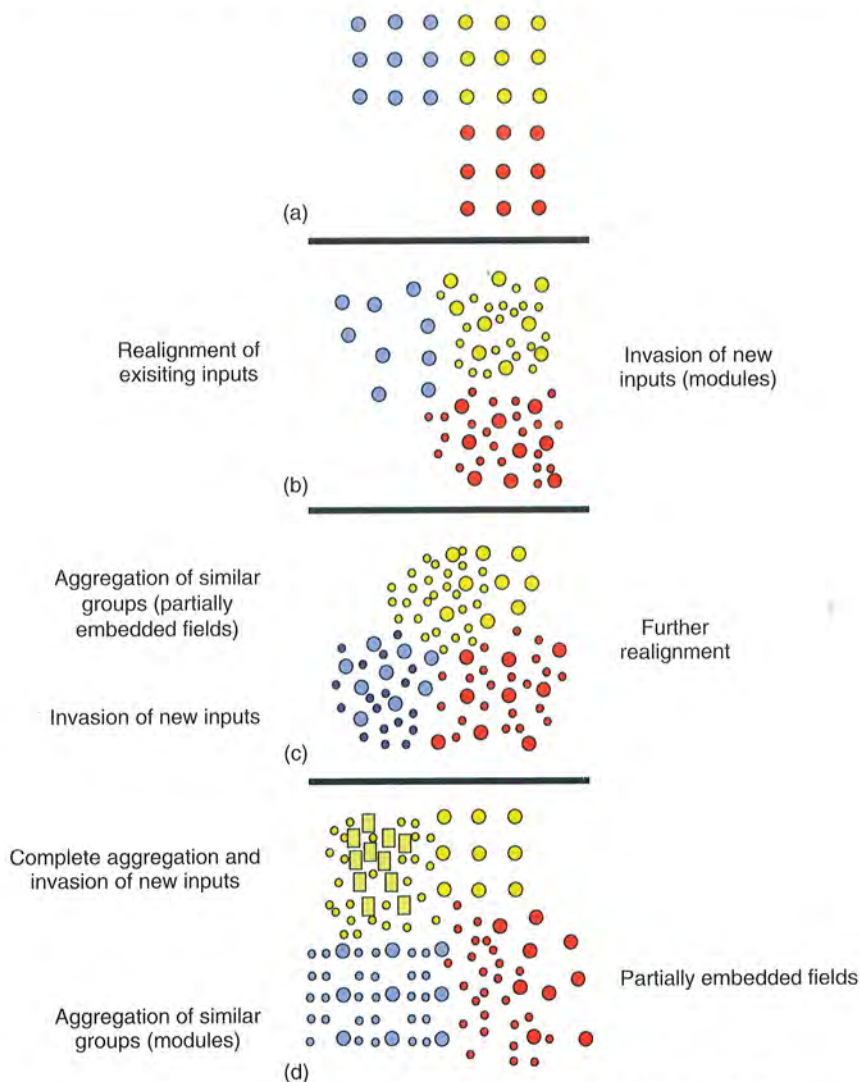 (a)
Realignment of
exisiting inputs
Invasion of new
inputs (modules)
(b)
Aggregation of similar
groups (partially
embedded fields)
Further
realignment
Invasion of new inputs
(c)
Complete aggregation and
invasion of new inputs
Partially embedded fields
Aggregation of similar
groups (modules)
(d)